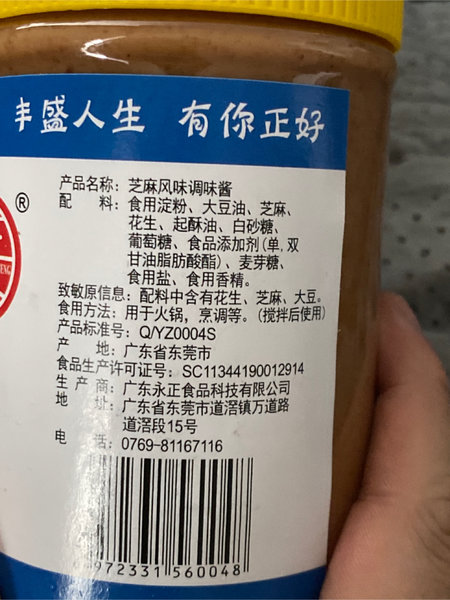 丰盛人生 有你正好
®
产品名称: 芝麻风味调味酱
配 料: 食用淀粉、大豆油、芝麻、
花生、起酥油、白砂糖、
葡萄糖、食品添加剂(单,双
甘油脂肪酸酯)、麦芽糖、
食用盐、食用香精。
致敏原信息: 配料中含有花生、芝麻、大豆。
食用方法: 用于火锅，烹调等。(搅拌后使用)
产品标准号: Q/YZ0004S
产 地: 广东省东莞市
食品生产许可证号: SC11344190012914
生 产 商: 广东永正食品科技有限公司
地 址: 广东省东莞市道滘镇万道路
道滘段15号
电 话: 0769-81167116
972331 560048